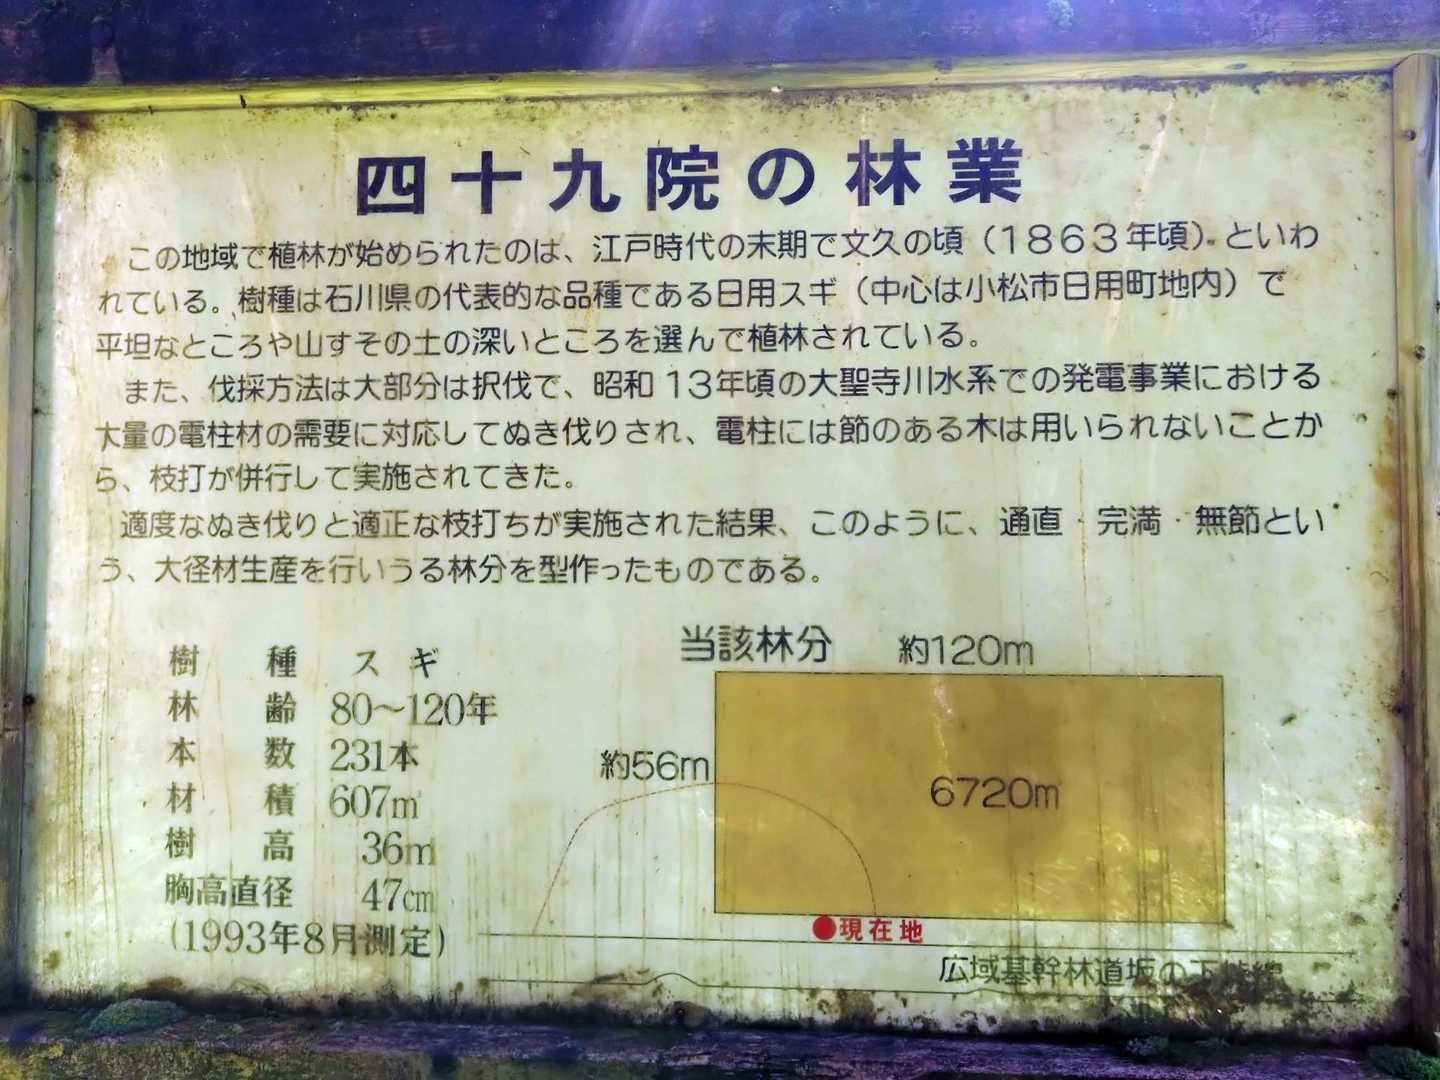 四十九院の林業
この地域で植林が始められたのは、江戸時代の末期で文久の頃（1863年頃）。といわ
れている。樹種は石川県の代表的な品種である日用スギ（中心は小松市日用町地内）で
平坦なところや山すその土の深いところを選んで植林されている。
また、伐採方法は大部分は択伐で、昭和13年頃の大聖寺川水系での発電事業における
大量の電柱材の需要に対応してぬき伐りされ、電柱には節のある木は用いられないことか
ら、枝打が併行して実施されてきた。
適度なぬき伐りと適正な枝打ちが実施された結果、このように、通直・完満・無節とい
う、大径材生産を行いうる林分を型作ったものである。
当該林分 約120m
樹種 スギ
林齢 80～120年
本数 231本
約56m
6720㎡
材積 607㎥
樹高 36m
胸高直径 47cm
(1993年8月測定)
●現在地
広域基幹林道坂の下